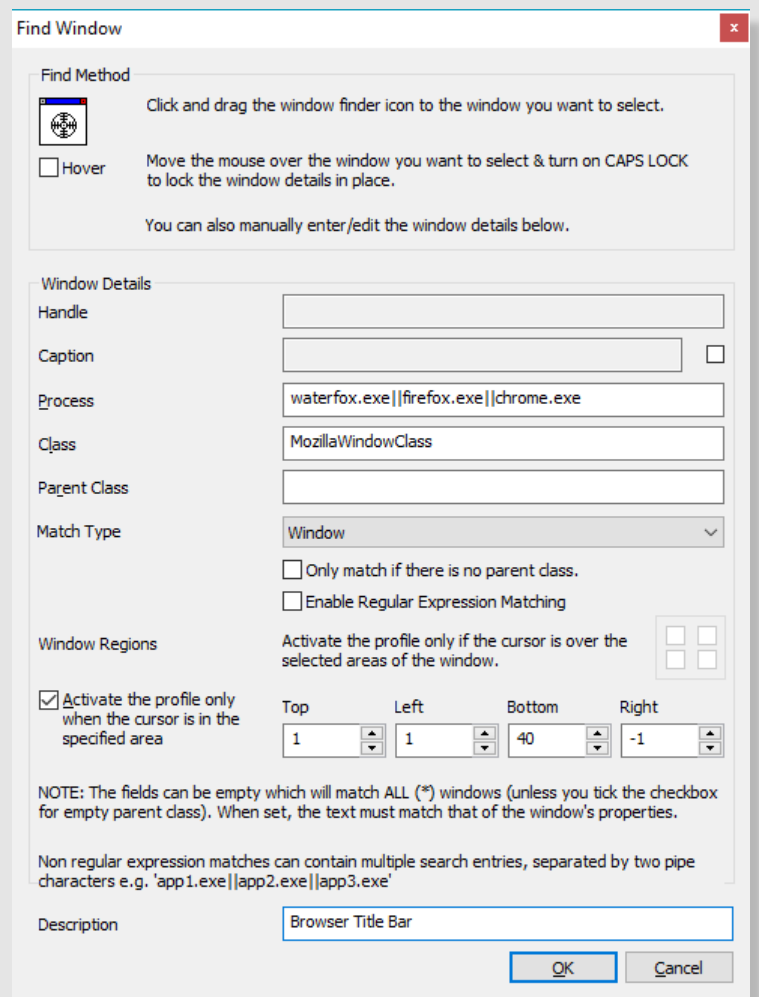 Find Window
x
Find Method
Click and drag the window finder icon to the window you want to select.
Hover
Move the mouse over the window you want to select & turn on CAPS LOCK
to lock the window details in place.
You can also manually enter/edit the window details below.
Window Details
Handle
Caption
Process
waterfox.exe||firefox.exe||chrome.exe
Class
MozillaWindowClass
Parent Class
Match Type
Window
Only match if there is no parent class.
Enable Regular Expression Matching
Window Regions
Activate the profile only if the cursor is over the
selected areas of the window.
Activate the profile only
when the cursor is in the
specified area
Top Left Bottom Right
1 1 40 -1
NOTE: The fields can be empty which will match ALL (*) windows (unless you tick the checkbox
for empty parent class). When set, the text must match that of the window's properties.
Non regular expression matches can contain multiple search entries, separated by two pipe
characters e.g. 'app1.exe||app2.exe||app3.exe'
Description
Browser Title Bar
OK Cancel